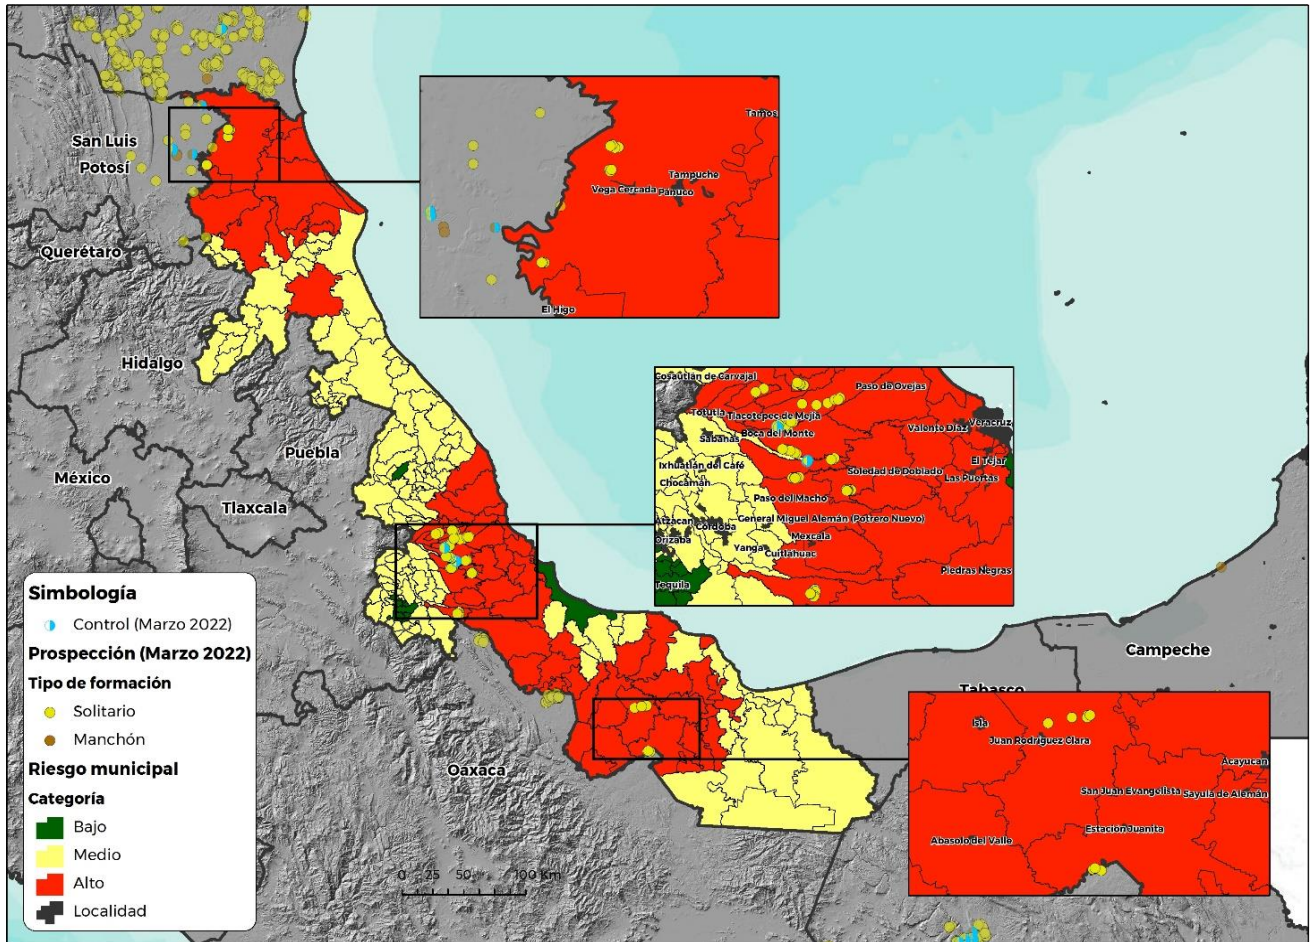 San Luis
Potosí
Querétaro
Hidalgo
Puebla
México
Tlaxcala
Oaxaca
Tabasco
Campeche
Tamos
Tampuche
Vega Cercada
Pánuco
El Higo
Cosautlán de Carvajal
Paso de Ovejas
Totutla
Tlacotepec de Mejía
Valente Díaz
Veracruz
Boca del Monte
Sabanas
El Tejar
Ixhuatlán del Café
Soledad de Doblado
Las Puertas
Chocamán
Paso del Macho
General Miguel Alemán (Potrero Nuevo)
Atzacan
Córdoba
Mexcala
Orizaba
Yanga
Cuitláhuac
Tequila
Piedras Negras
Isla
Juan Rodríguez Clara
Acayucan
San Juan Evangelista
Sayula de Alemán
Estación Juanita
Abasolo del Valle
Simbología
Control (Marzo 2022)
Prospección (Marzo 2022)
Tipo de formación
Solitario
Manchón
Riesgo municipal
Categoría
Bajo
Medio
Alto
Localidad
0 25 50 100 Km